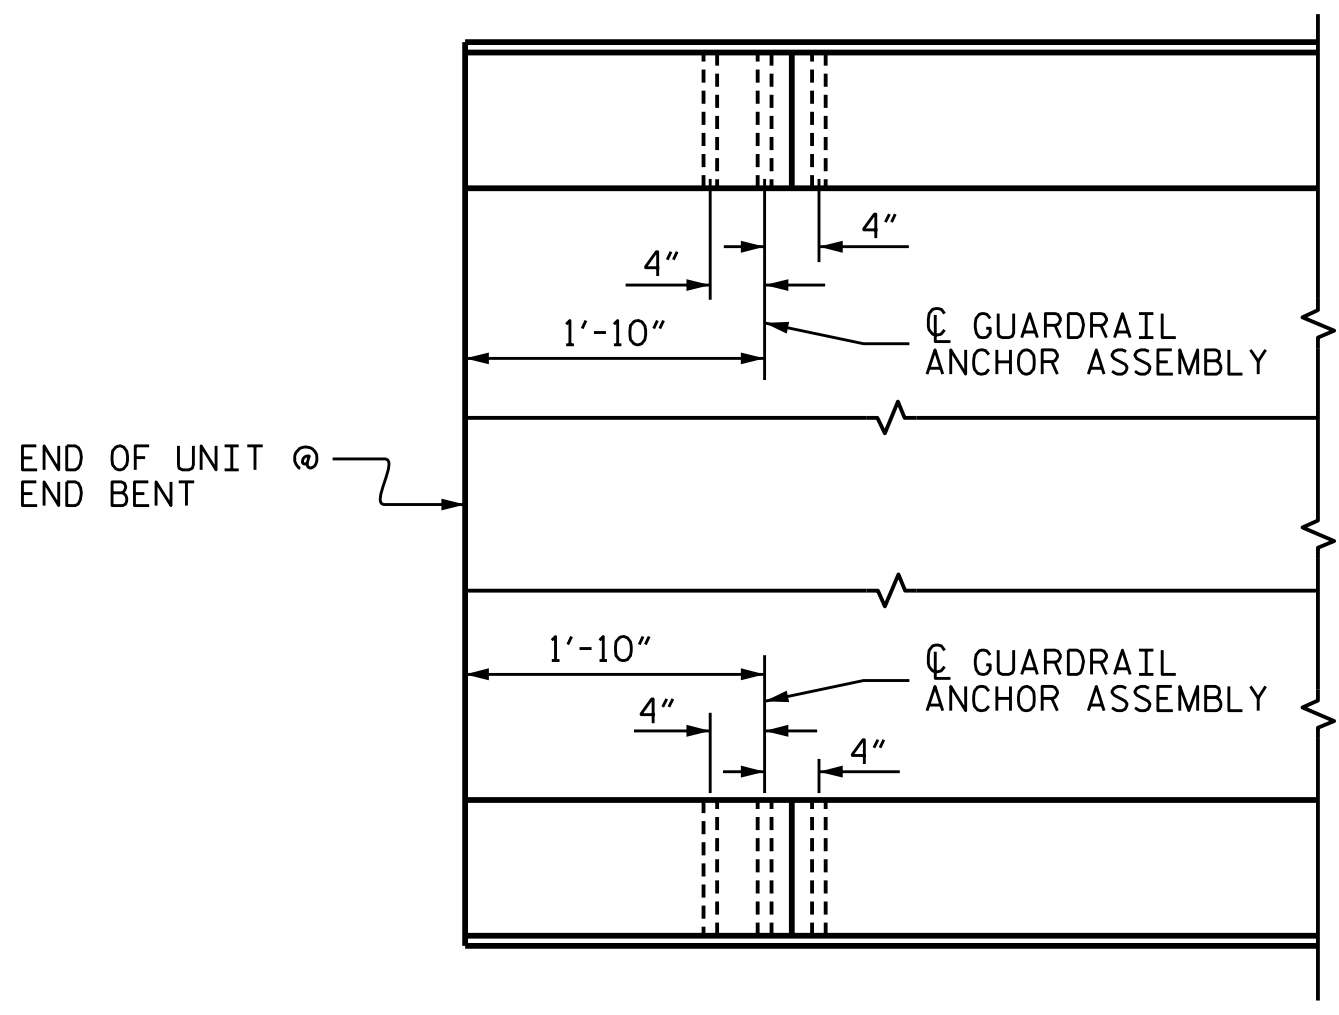 4"
4"
1'-10"
℄ GUARDRAIL
ANCHOR ASSEMBLY
END OF UNIT @
END BENT
1'-10"
℄ GUARDRAIL
ANCHOR ASSEMBLY
4"
4"